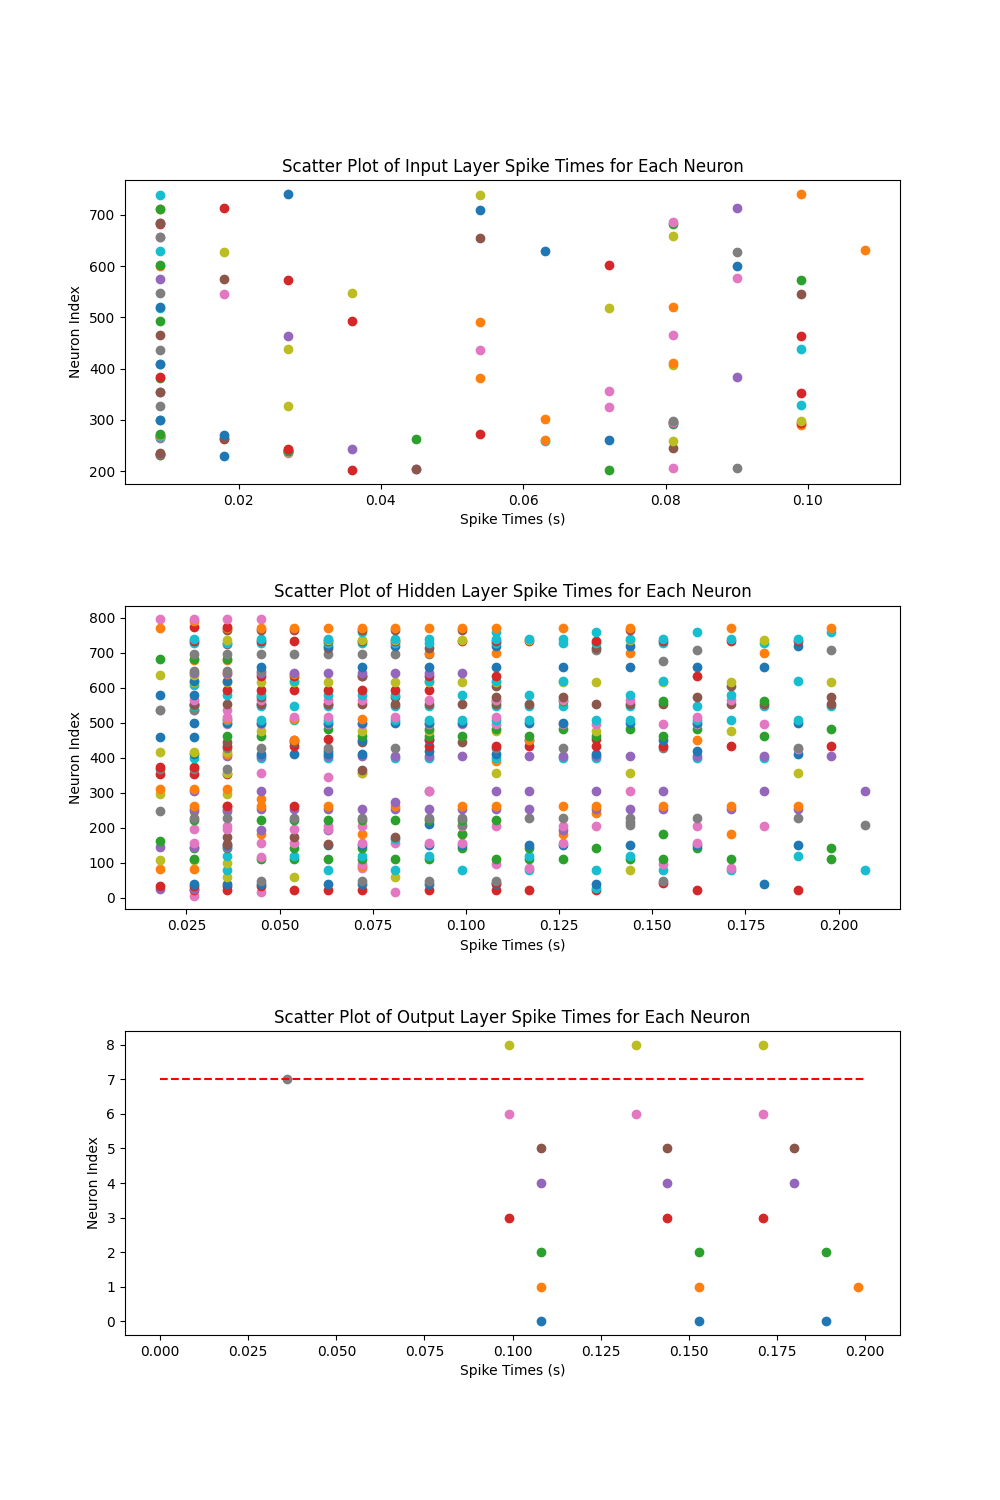 Scatter Plot of Input Layer Spike Times for Each Neuron
Neuron Index
700
600
500
400
300
200
0.02 0.04 0.06 0.08 0.10
Spike Times (s)
Scatter Plot of Hidden Layer Spike Times for Each Neuron
Neuron Index
800
700
600
500
400
300
200
100
0
0.025 0.050 0.075 0.100 0.125 0.150 0.175 0.200
Spike Times (s)
Scatter Plot of Output Layer Spike Times for Each Neuron
Neuron Index
8
7
6
5
4
3
2
1
0
0.000 0.025 0.050 0.075 0.100 0.125 0.150 0.175 0.200
Spike Times (s)